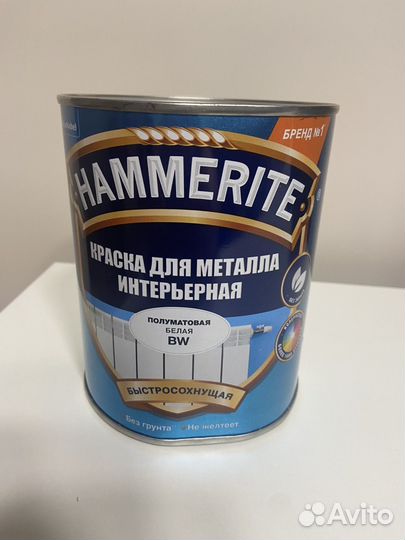 БРЕНД №1
HAMMERITE
®
КРАСКА ДЛЯ МЕТАЛЛА
ИНТЕРЬЕРНАЯ
ПОЛУМАТОВАЯ
БЕЛАЯ
BW
БЫСТРОСОХНУЩАЯ
Без грунта Не желтеет
Avito